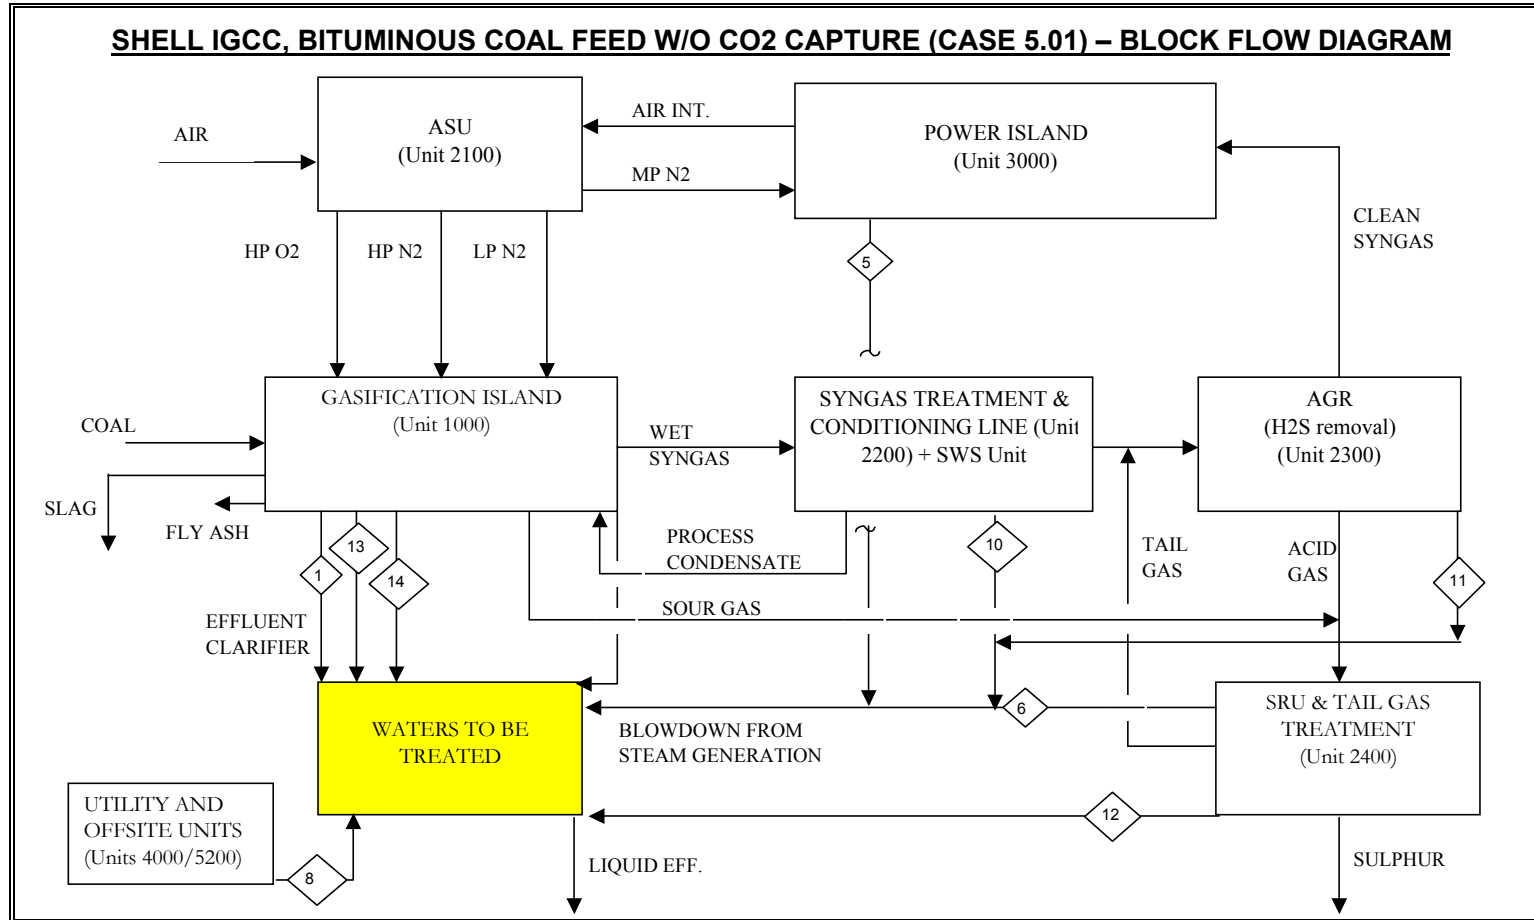 SHELL IGCC, BITUMINOUS COAL FEED W/O CO2 CAPTURE (CASE 5.01) – BLOCK FLOW DIAGRAM
AIR
ASU
(Unit 2100)
AIR INT.
MP N2
POWER ISLAND
(Unit 3000)
CLEAN
SYNGAS
HP O2
HP N2
LP N2
5
COAL
GASIFICATION ISLAND
(Unit 1000)
WET
SYNGAS
SYNGAS TREATMENT &
CONDITIONING LINE (Unit
2200) + SWS Unit
AGR
(H2S removal)
(Unit 2300)
SLAG
FLY ASH
1
13
14
PROCESS
CONDENSATE
10
TAIL
GAS
ACID
GAS
11
EFFLUENT
CLARIFIER
SOUR GAS
WATERS TO BE
TREATED
BLOWDOWN FROM
STEAM GENERATION
6
SRU & TAIL GAS
TREATMENT
(Unit 2400)
UTILITY AND
OFFSITE UNITS
(Units 4000/5200)
8
12
LIQUID EFF.
SULPHUR